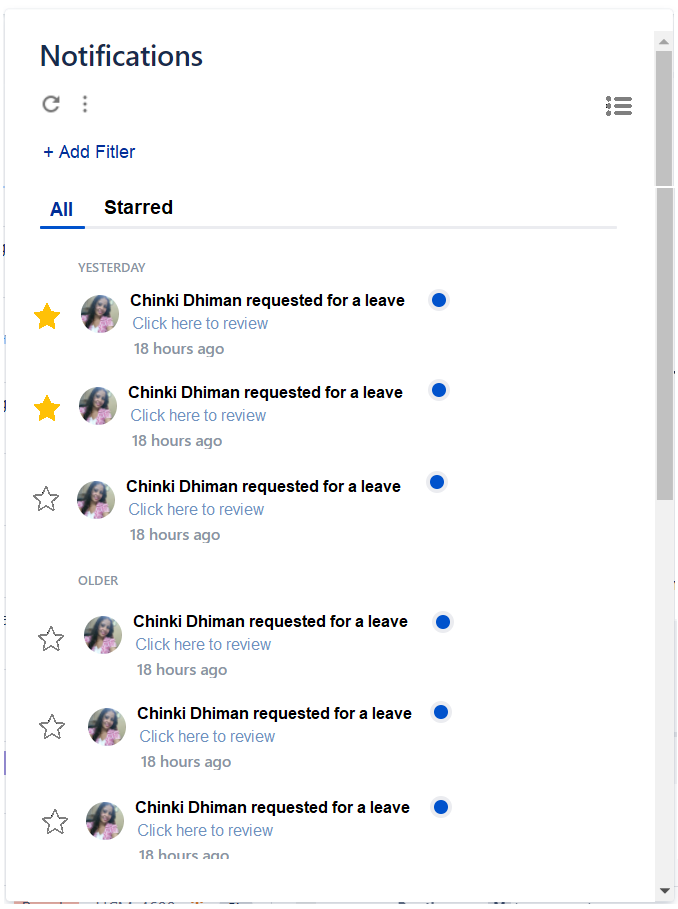 Notifications
+ Add Fitler
All
Starred
YESTERDAY
Chinki Dhiman requested for a leave
Click here to review
18 hours ago
Chinki Dhiman requested for a leave
Click here to review
18 hours ago
Chinki Dhiman requested for a leave
Click here to review
18 hours ago
OLDER
Chinki Dhiman requested for a leave
Click here to review
18 hours ago
Chinki Dhiman requested for a leave
Click here to review
18 hours ago
Chinki Dhiman requested for a leave
Click here to review
18 hours ago